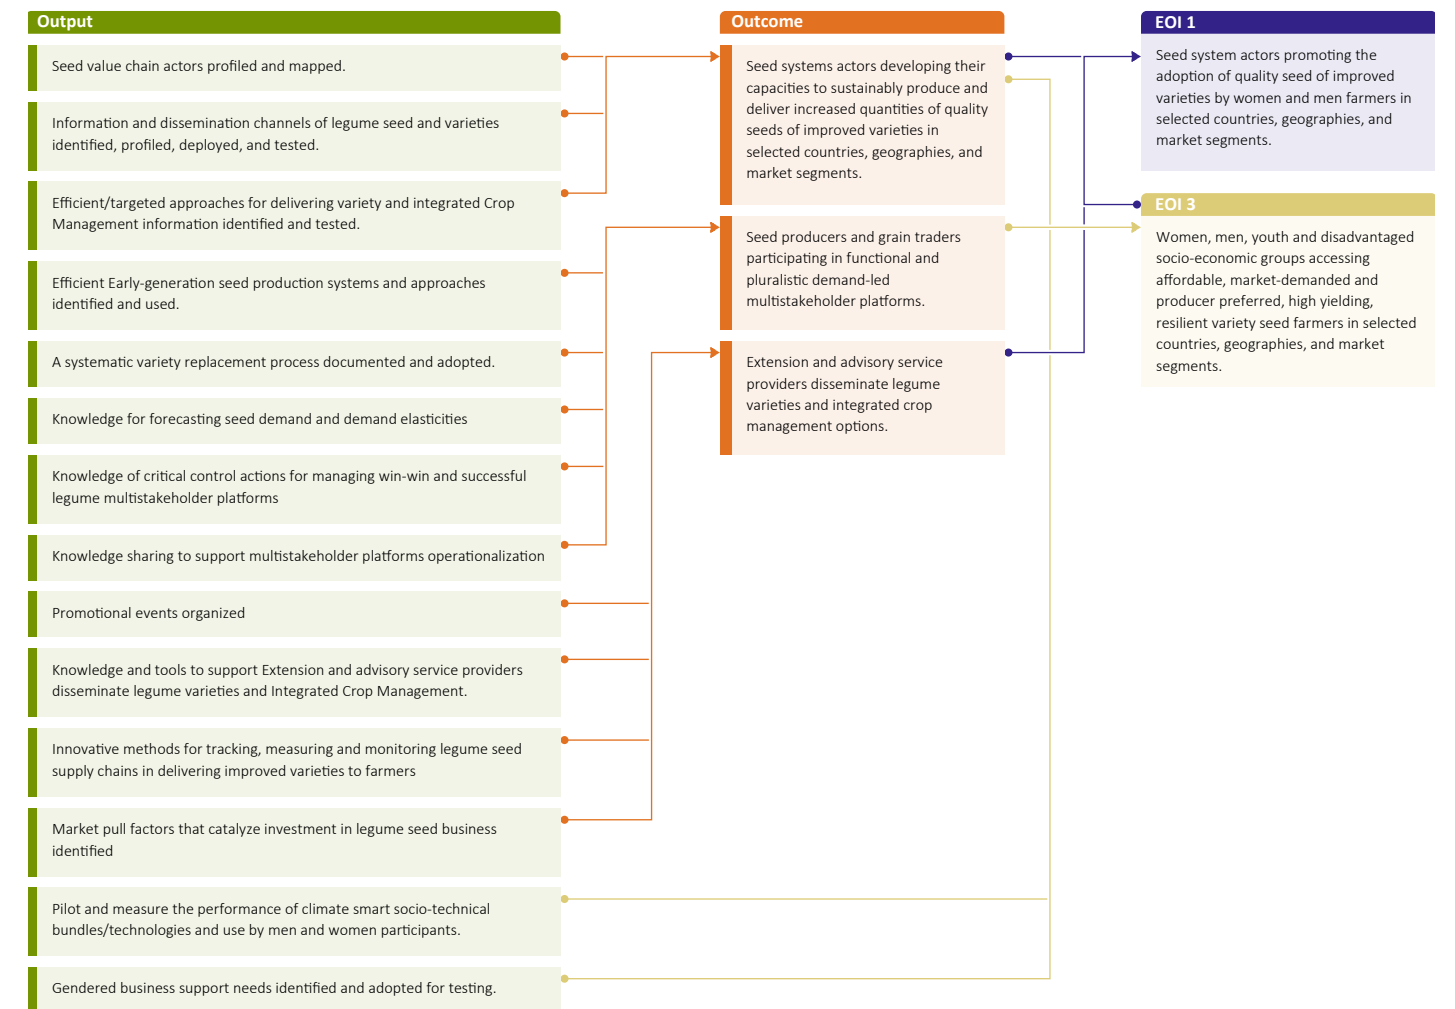 Output
Seed value chain actors profiled and mapped.
Information and dissemination channels of legume seed and varieties
identified, profiled, deployed, and tested.
Efficient/targeted approaches for delivering variety and integrated Crop
Management information identified and tested.
Efficient Early-generation seed production systems and approaches
identified and used.
A systematic variety replacement process documented and adopted.
Knowledge for forecasting seed demand and demand elasticities
Knowledge of critical control actions for managing win-win and successful
legume multistakeholder platforms
Knowledge sharing to support multistakeholder platforms operationalization
Promotional events organized
Knowledge and tools to support Extension and advisory service providers
disseminate legume varieties and Integrated Crop Management.
Innovative methods for tracking, measuring and monitoring legume seed
supply chains in delivering improved varieties to farmers
Market pull factors that catalyze investment in legume seed business
identified
Pilot and measure the performance of climate smart socio-technical
bundles/technologies and use by men and women participants.
Gendered business support needs identified and adopted for testing.
Outcome
Seed systems actors developing their
capacities to sustainably produce and
deliver increased quantities of quality
seeds of improved varieties in
selected countries, geographies, and
market segments.
Seed producers and grain traders
participating in functional and
pluralistic demand-led
multistakeholder platforms.
Extension and advisory service
providers disseminate legume
varieties and integrated crop
management options.
EOI 1
Seed system actors promoting the
adoption of quality seed of improved
varieties by women and men farmers in
selected countries, geographies, and
market segments.
EOI 3
Women, men, youth and disadvantaged
socio-economic groups accessing
affordable, market-demanded and
producer preferred, high yielding,
resilient variety seed farmers in selected
countries, geographies, and market
segments.